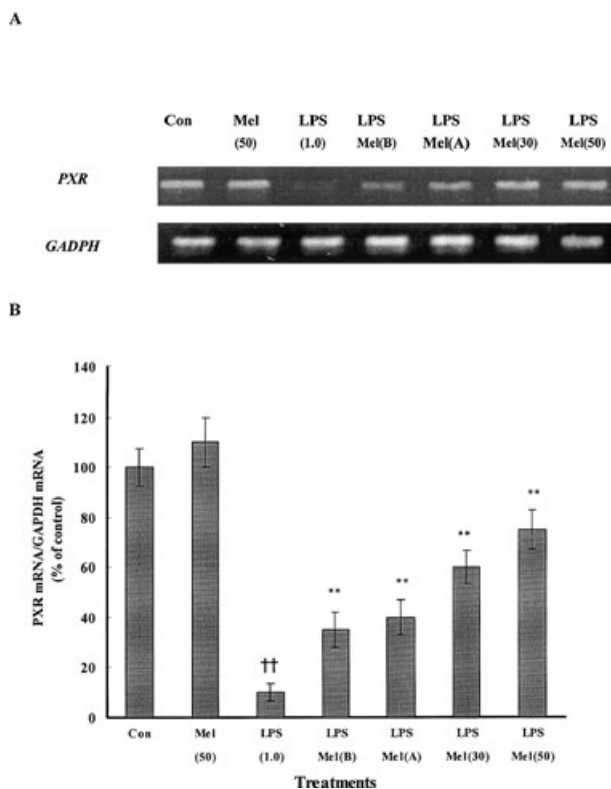 A
Con Mel LPS LPS LPS LPS LPS
(50) (1.0) Mel(B) Mel(A) Mel(30) Mel(50)
PXR
GADPH
B
PXR mRNA/GAPDH mRNA
(% of control)
140
120
100
80
60
40
20
0
††
**
**
**
**
Con Mel LPS LPS LPS LPS LPS
(50) (1.0) Mel(B) Mel(A) Mel(30) Mel(50)
Treatments